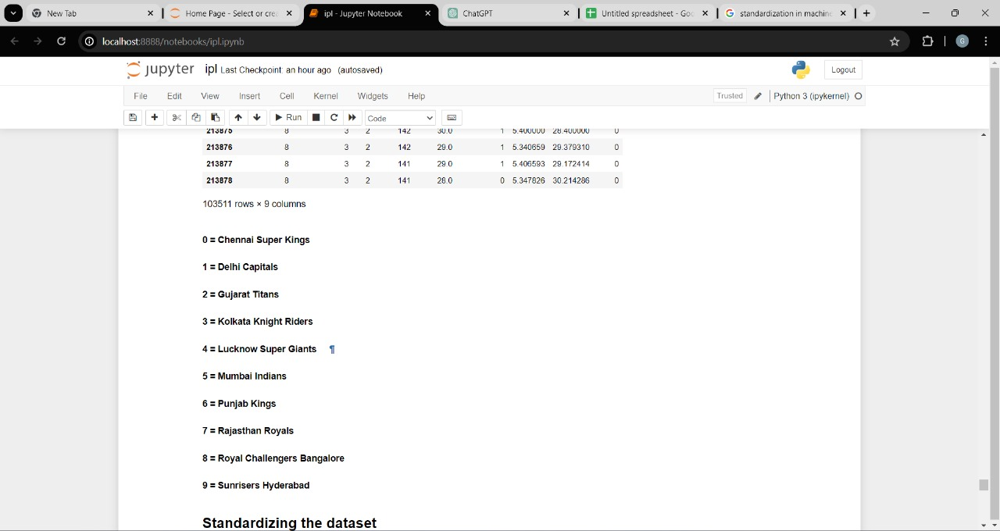 New Tab
Home Page - Select or cre
ipl - Jupyter Notebook
ChatGPT
Untitled spreadsheet - Goo
standardization in machin
localhost:8888/notebooks/ipl.ipynb
G
jupyter ipl Last Checkpoint: an hour ago (autosaved)
Logout
File Edit View Insert Cell Kernel Widgets Help
Trusted Python 3 (ipykernel)
Run Code
213875 8 3 2 142 30.0 1 5.400000 28.400000 0
213876 8 3 2 142 29.0 1 5.340659 29.379310 0
213877 8 3 2 141 29.0 1 5.406593 29.172414 0
213878 8 3 2 141 28.0 0 5.347826 30.214286 0
103511 rows × 9 columns
0 = Chennai Super Kings
1 = Delhi Capitals
2 = Gujarat Titans
3 = Kolkata Knight Riders
4 = Lucknow Super Giants ¶
5 = Mumbai Indians
6 = Punjab Kings
7 = Rajasthan Royals
8 = Royal Challengers Bangalore
9 = Sunrisers Hyderabad
Standardizing the dataset